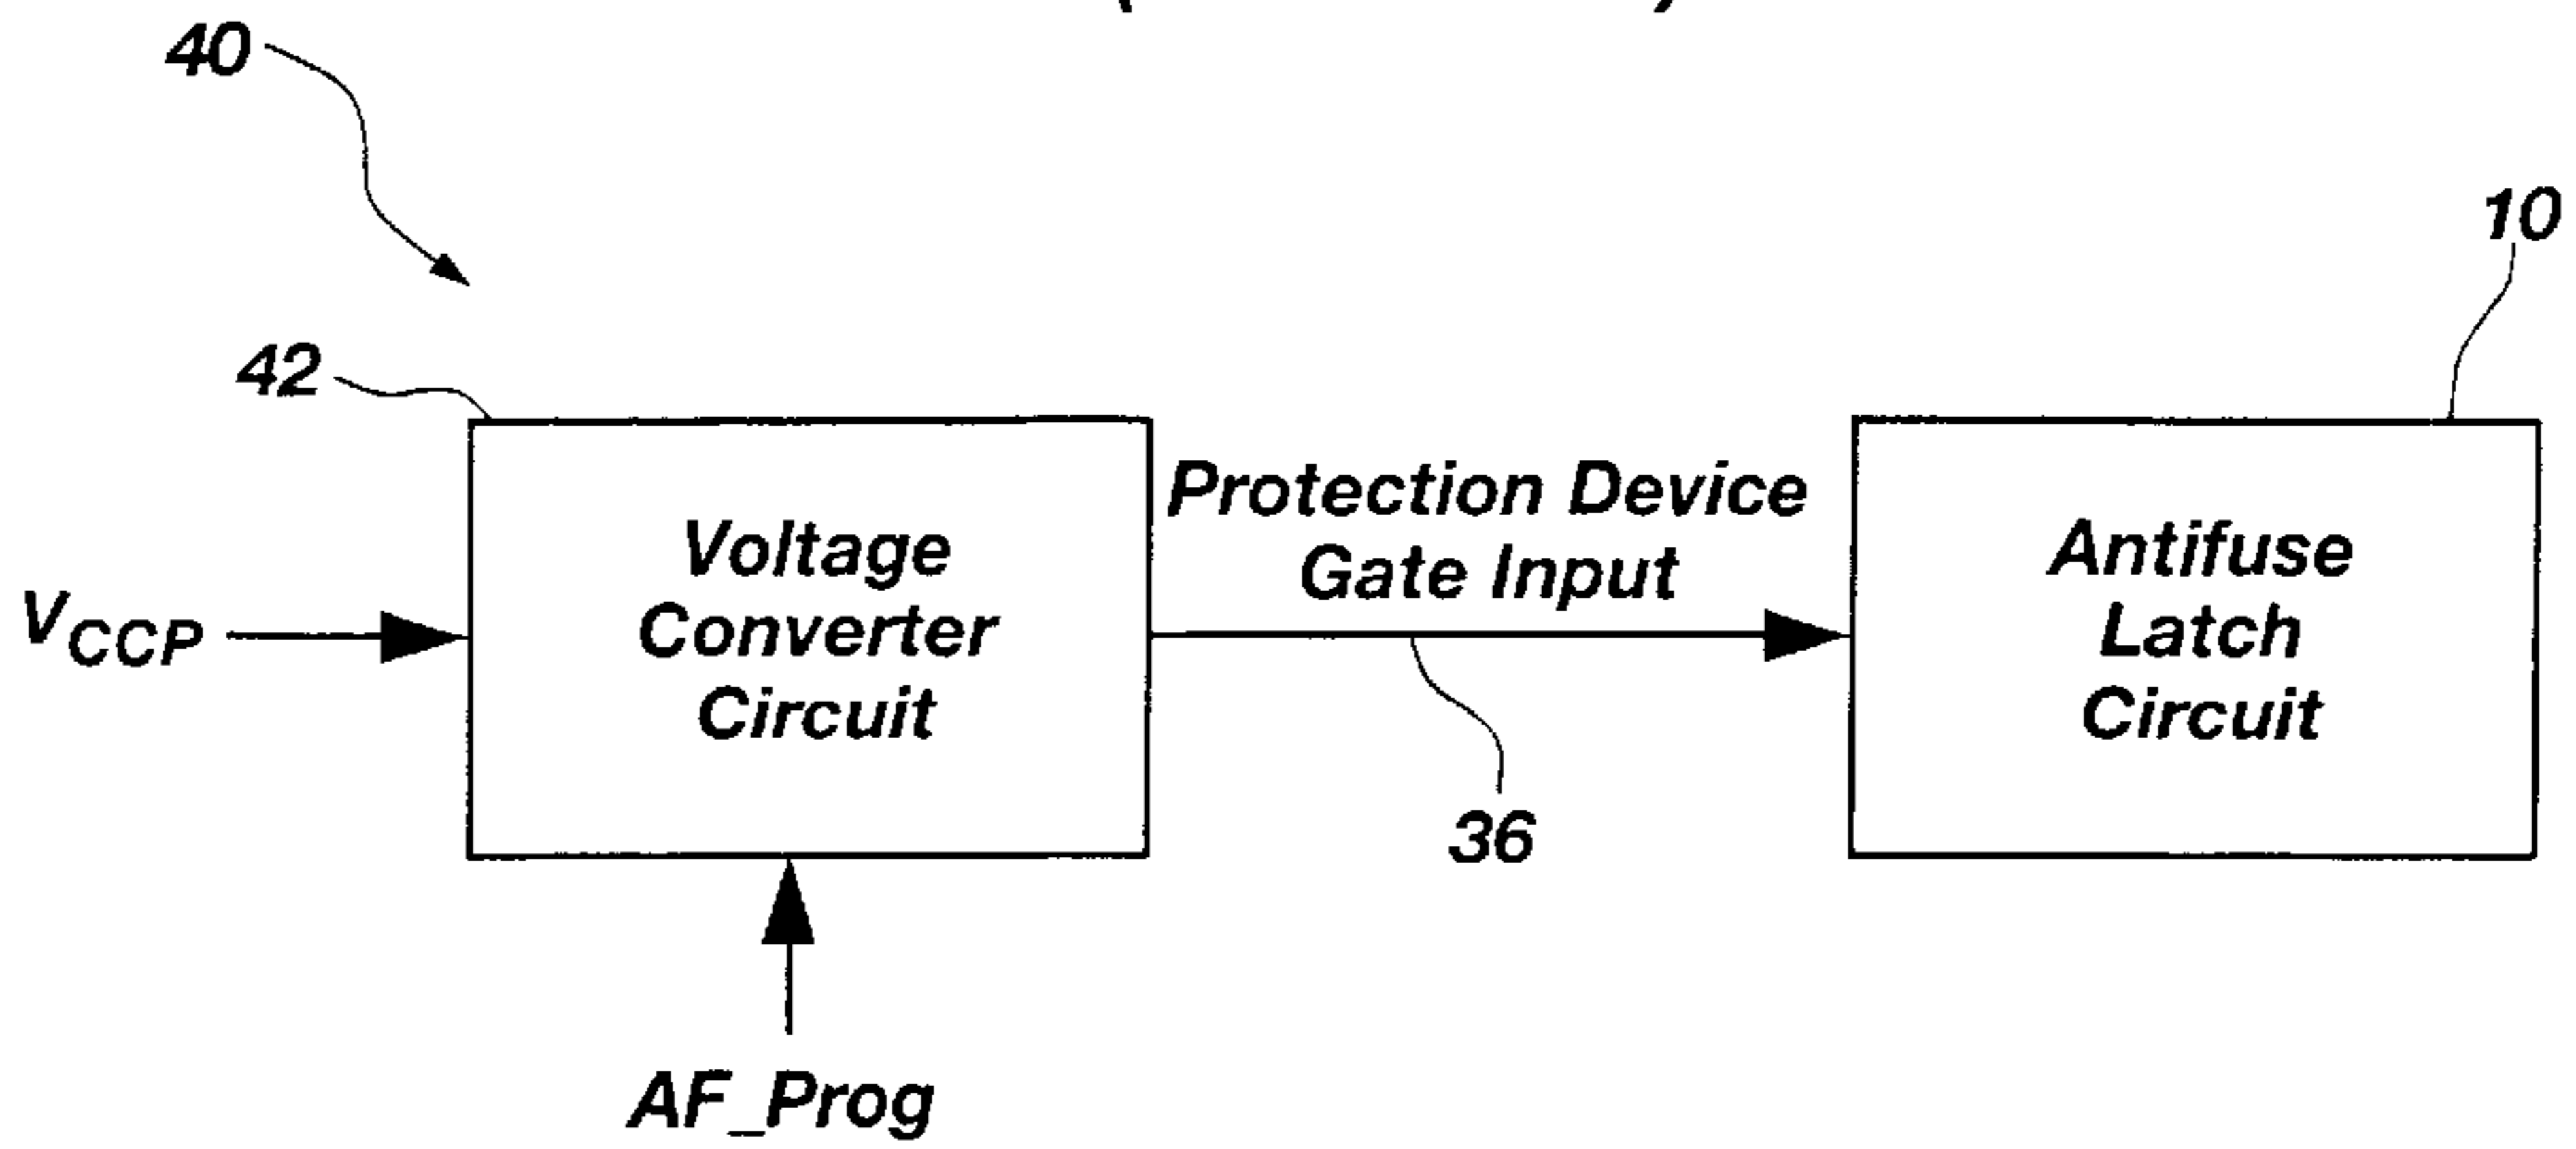 40
10
42
Protection Device
Gate Input
Voltage
Converter
Circuit
Antifuse
Latch
Circuit
VCCP
36
AF_Prog